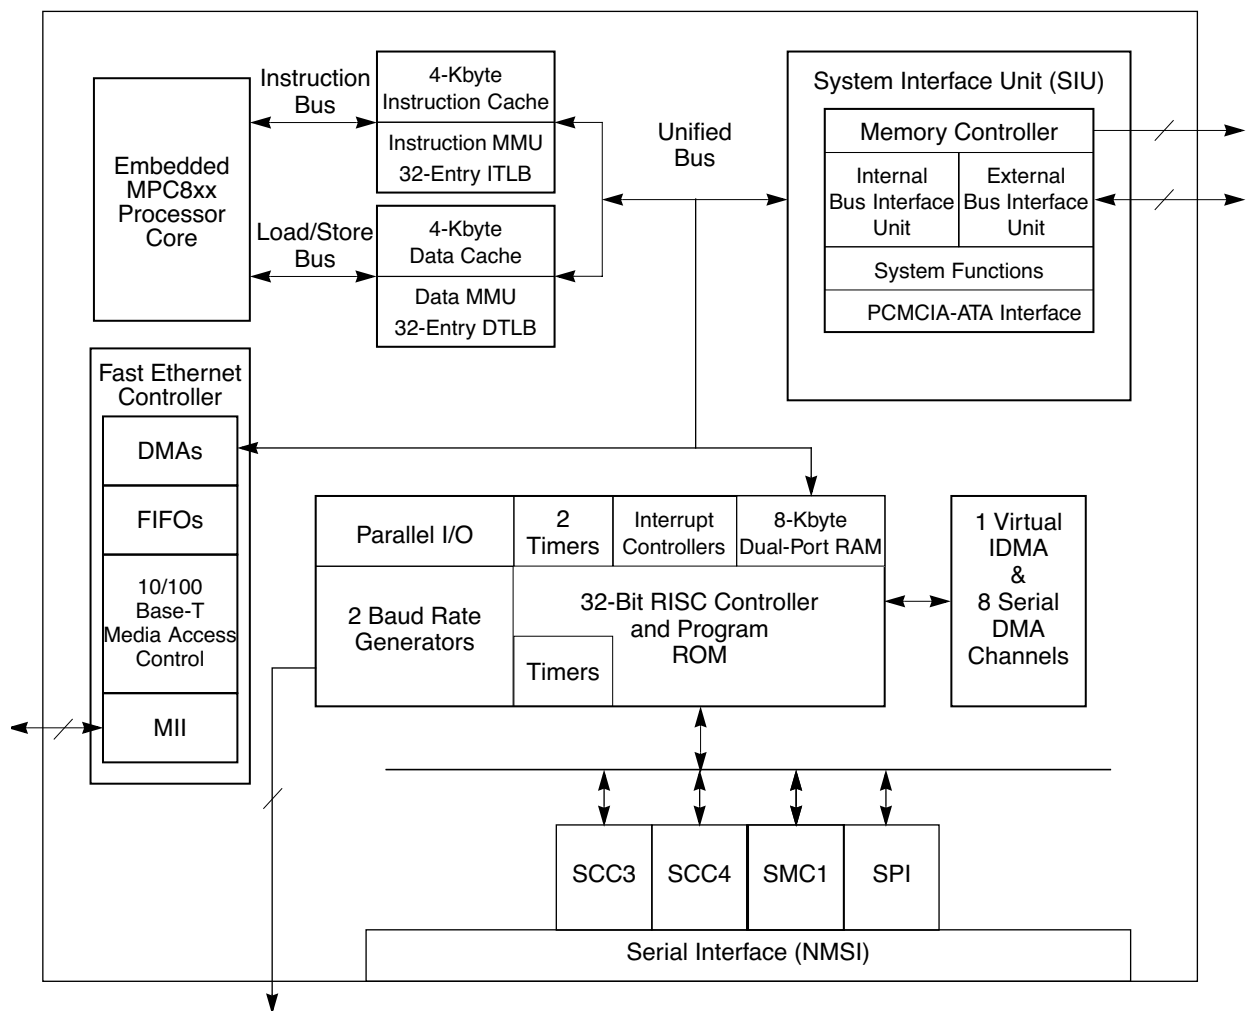 Embedded
MPC8xx
Processor
Core
Instruction
Bus
Load/Store
Bus
4-Kbyte
Instruction Cache
Instruction MMU
32-Entry ITLB
4-Kbyte
Data Cache
Data MMU
32-Entry DTLB
Unified
Bus
System Interface Unit (SIU)
Memory Controller
Internal
Bus Interface
Unit
External
Bus Interface
Unit
System Functions
PCMCIA-ATA Interface
Fast Ethernet
Controller
DMAs
FIFOs
10/100
Base-T
Media Access
Control
MII
Parallel I/O
2
Timers
Interrupt
Controllers
8-Kbyte
Dual-Port RAM
2 Baud Rate
Generators
32-Bit RISC Controller
and Program
ROM
Timers
1 Virtual
IDMA
&
8 Serial
DMA
Channels
SCC3
SCC4
SMC1
SPI
Serial Interface (NMSI)